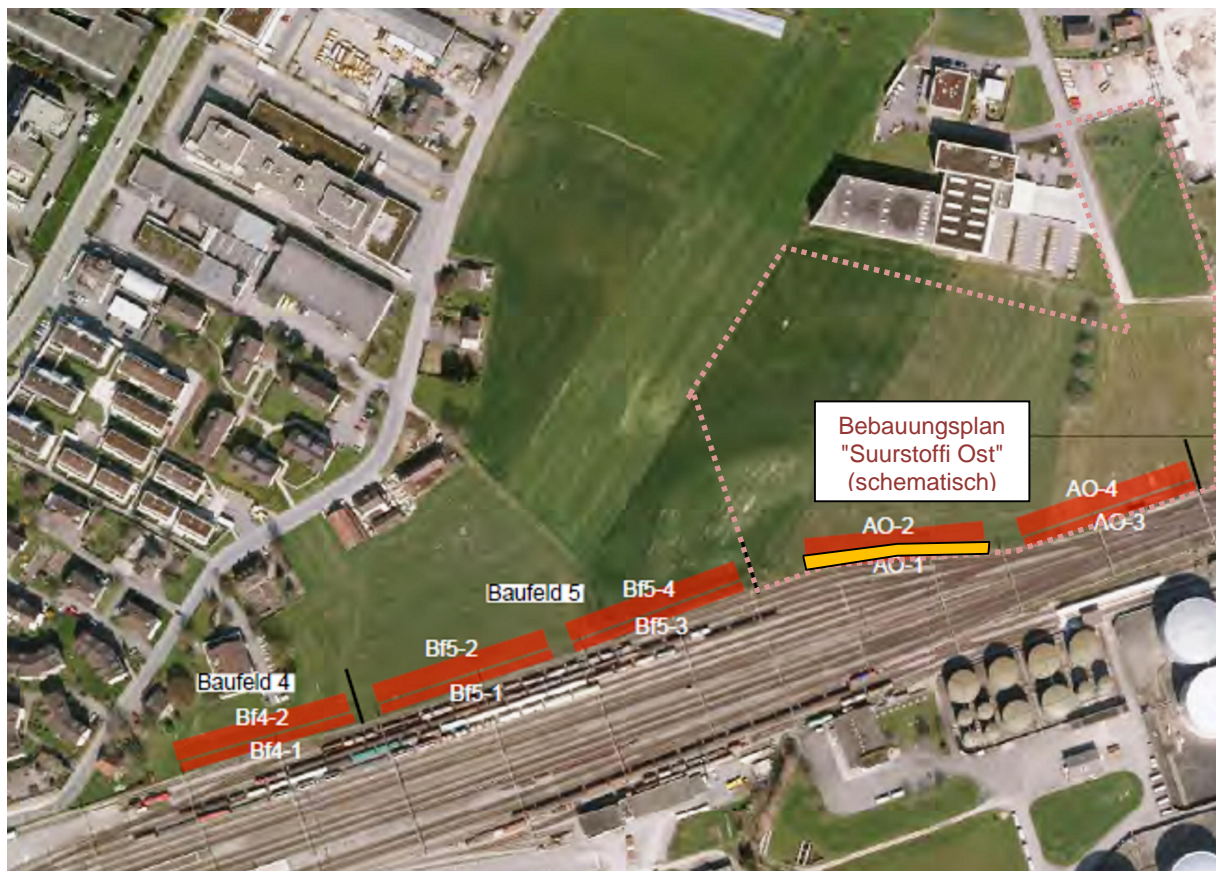 Bebauungsplan
"Suurstoffi Ost"
(schematisch)
AO-4
AO-3
AO-2
AO-1
Baufeld 5
Bf5-4
Bf5-3
Bf5-2
Bf5-1
Baufeld 4
Bf4-2
Bf4-1